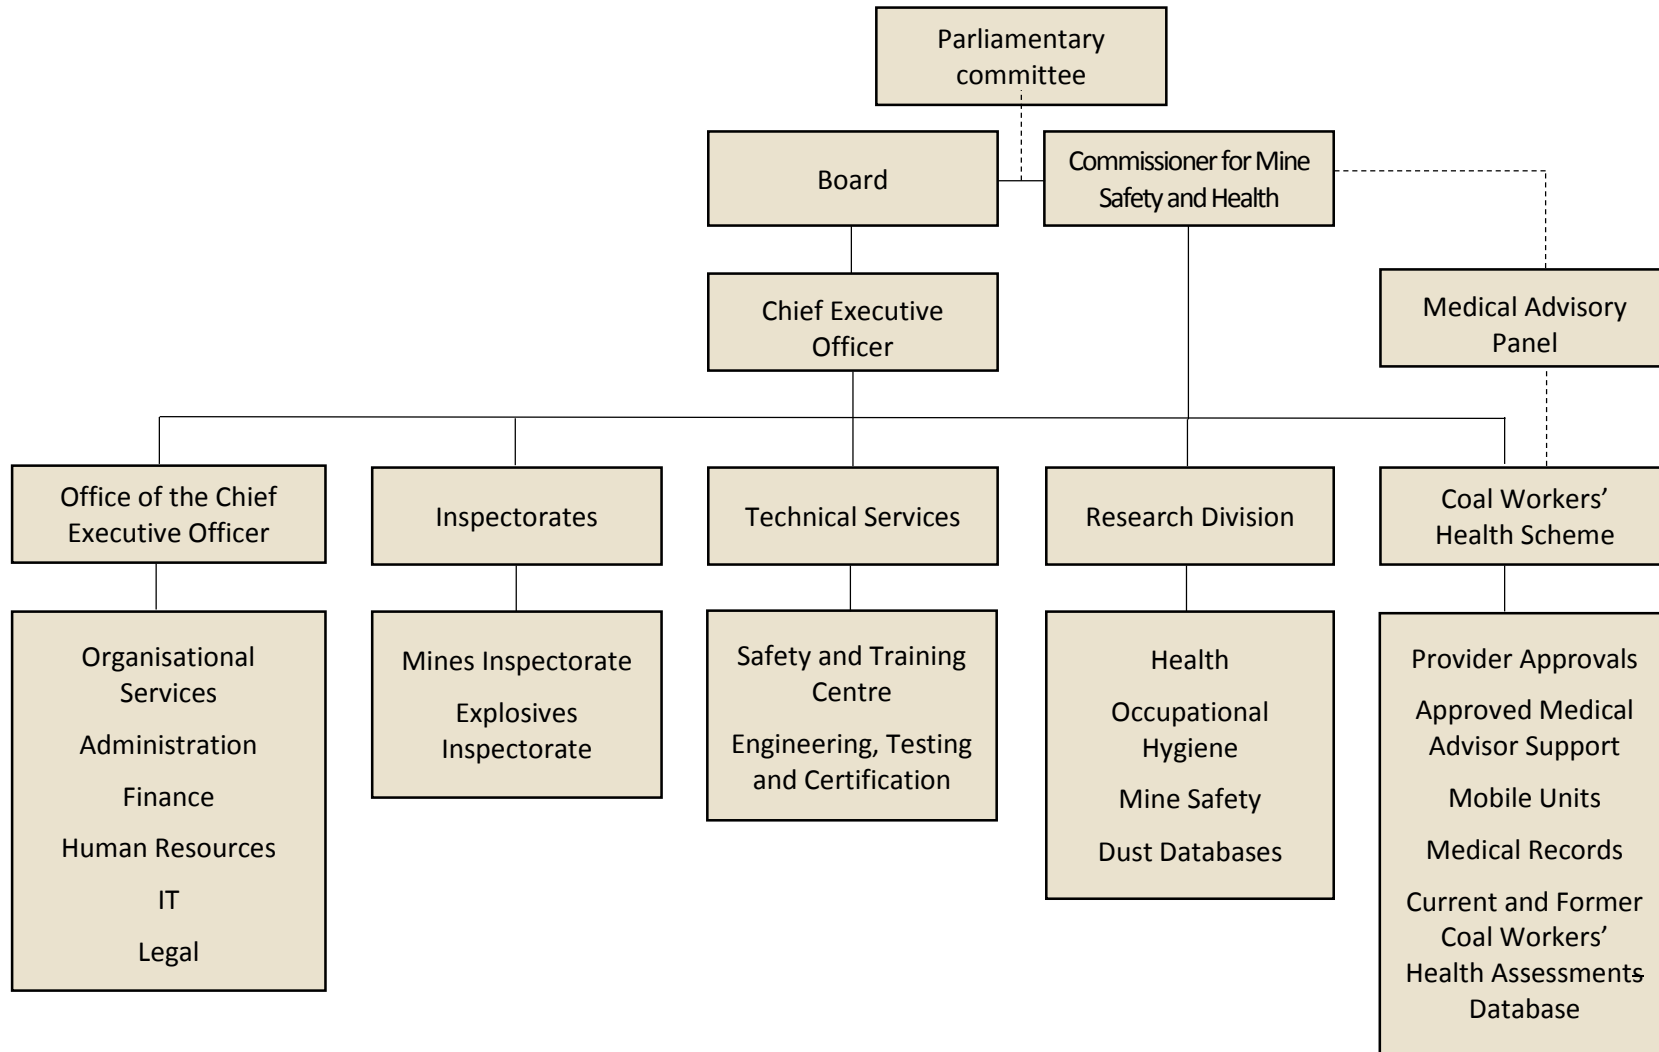 Parliamentary
committee
Board
Commissioner for Mine
Safety and Health
Chief Executive
Officer
Medical Advisory
Panel
Office of the Chief
Executive Officer
Inspectorates
Technical Services
Research Division
Coal Workers’
Health Scheme
Organisational
Services
Administration
Finance
Human Resources
IT
Legal
Mines Inspectorate
Explosives
Inspectorate
Safety and Training
Centre
Engineering, Testing
and Certification
Health
Occupational
Hygiene
Mine Safety
Dust Databases
Provider Approvals
Approved Medical
Advisor Support
Mobile Units
Medical Records
Current and Former
Coal Workers’
Health Assessments
Database